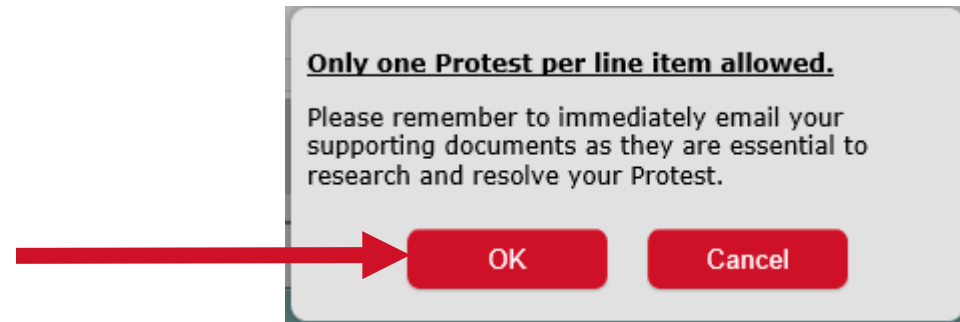 Only one Protest per line item allowed.
Please remember to immediately email your
supporting documents as they are essential to
research and resolve your Protest.
OK
Cancel